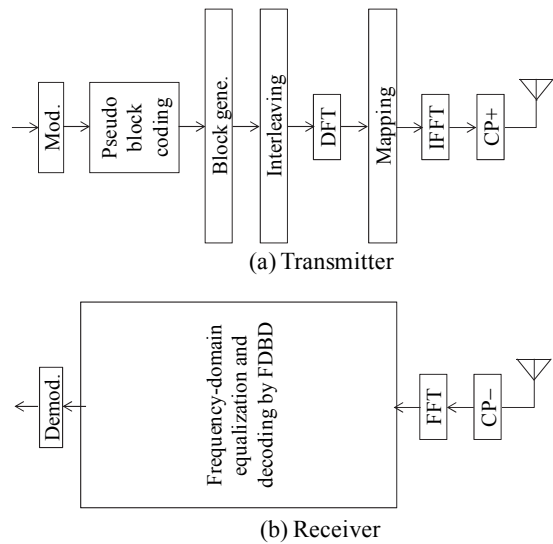 Mod.
Pseudo
block
coding
Block gene.
Interleaving
DFT
Mapping
IFFT
CP+
(a) Transmitter
Demod.
Frequency-domain
equalization and
decoding by FDBD
FFT
CP−
(b) Receiver